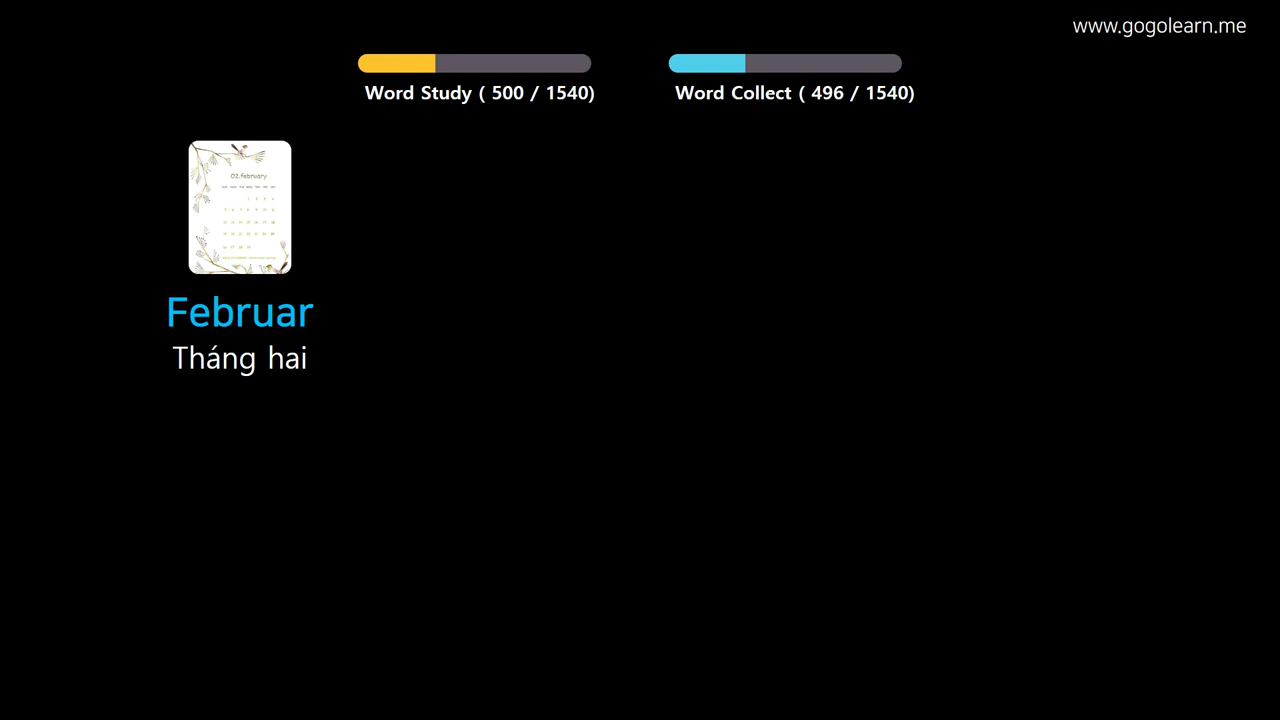 www.gogolearn.me
Word Study ( 500 / 1540)
Word Collect ( 496 / 1540)
02.february
Februar
Tháng hai